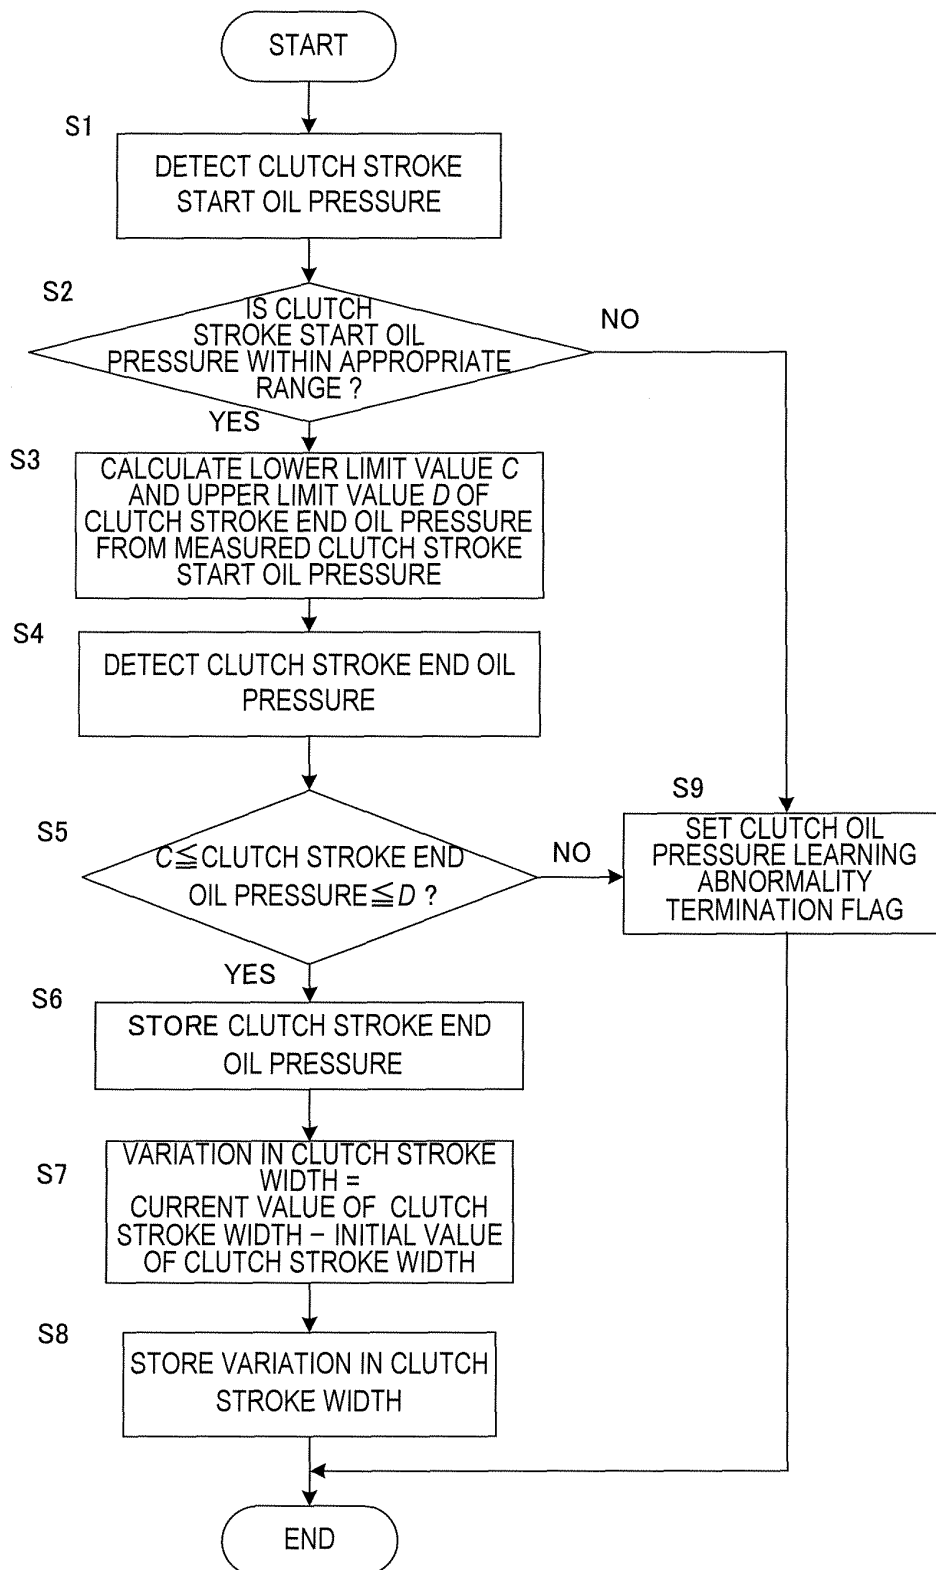 START
S1
DETECT CLUTCH STROKE
START OIL PRESSURE
S2
IS CLUTCH
STROKE START OIL
PRESSURE WITHIN APPROPRIATE
RANGE ?
NO
YES
S3
CALCULATE LOWER LIMIT VALUE C
AND UPPER LIMIT VALUE D OF
CLUTCH STROKE END OIL PRESSURE
FROM MEASURED CLUTCH STROKE
START OIL PRESSURE
S4
DETECT CLUTCH STROKE END OIL
PRESSURE
S5
C≦CLUTCH STROKE END
OIL PRESSURE≦D ?
NO
YES
S9
SET CLUTCH OIL
PRESSURE LEARNING
ABNORMALITY
TERMINATION FLAG
S6
STORE CLUTCH STROKE END
OIL PRESSURE
S7
VARIATION IN CLUTCH STROKE
WIDTH =
CURRENT VALUE OF CLUTCH
STROKE WIDTH − INITIAL VALUE
OF CLUTCH STROKE WIDTH
S8
STORE VARIATION IN CLUTCH
STROKE WIDTH
END